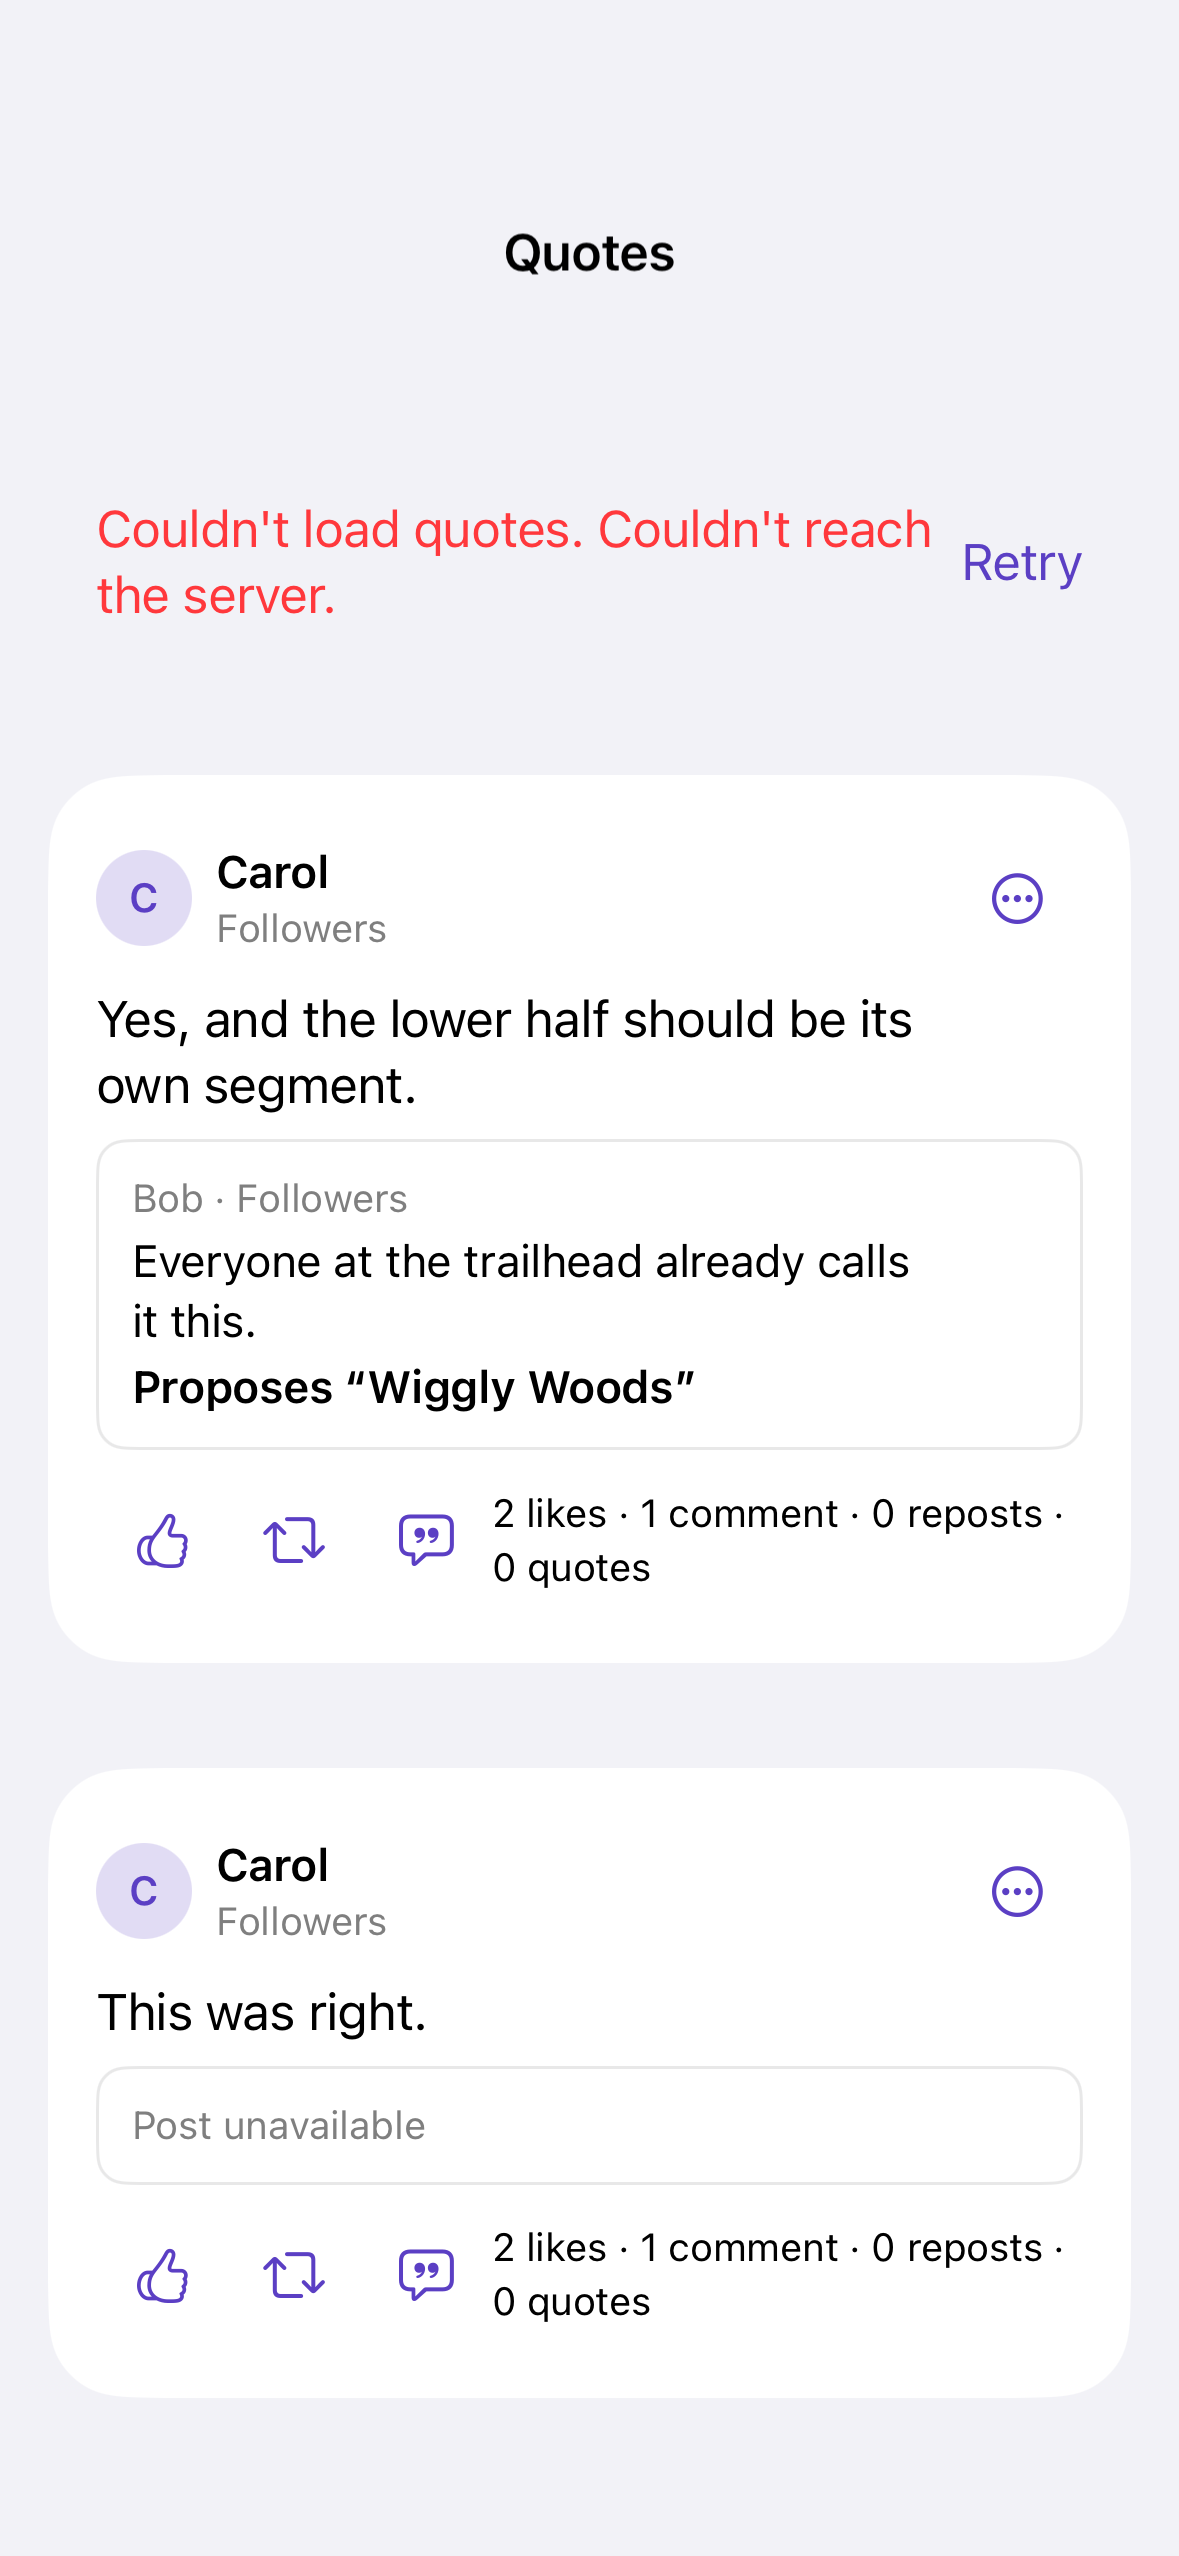 Quotes
Couldn't load quotes. Couldn't reach
the server.
Retry
C
Carol
Followers
Yes, and the lower half should be its
own segment.
Bob · Followers
Everyone at the trailhead already calls
it this.
Proposes “Wiggly Woods”
2 likes · 1 comment · 0 reposts ·
0 quotes
C
Carol
Followers
This was right.
Post unavailable
2 likes · 1 comment · 0 reposts ·
0 quotes